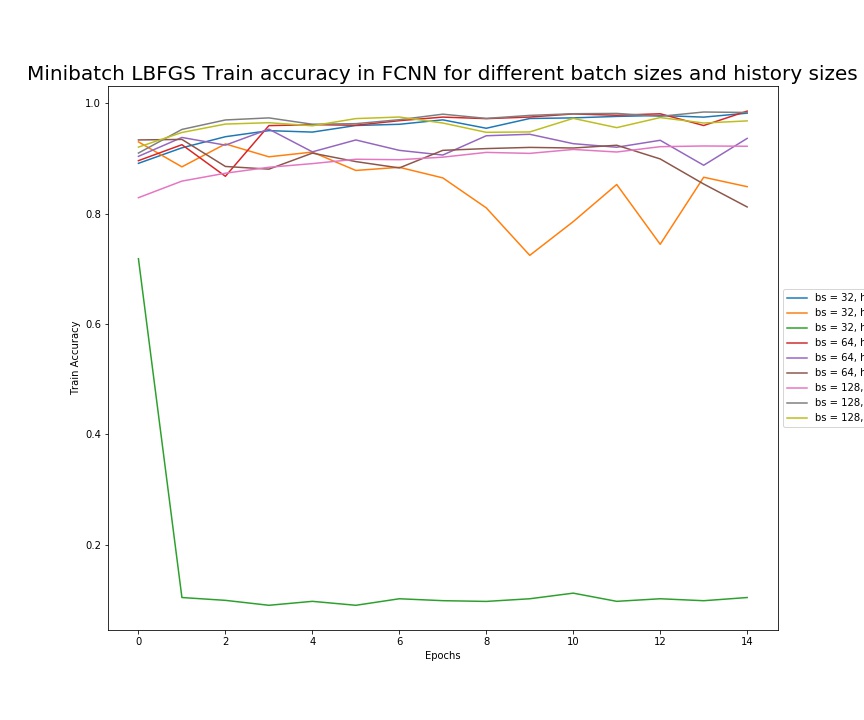 Minibatch LBFGS Train accuracy in FCNN for different batch sizes and history sizes
1.0
0.8
0.6
0.4
0.2
Train Accuracy
0
2
4
6
8
10
12
14
Epochs
bs = 32, h
bs = 32, h
bs = 32, h
bs = 64, h
bs = 64, h
bs = 64, h
bs = 128,
bs = 128,
bs = 128,